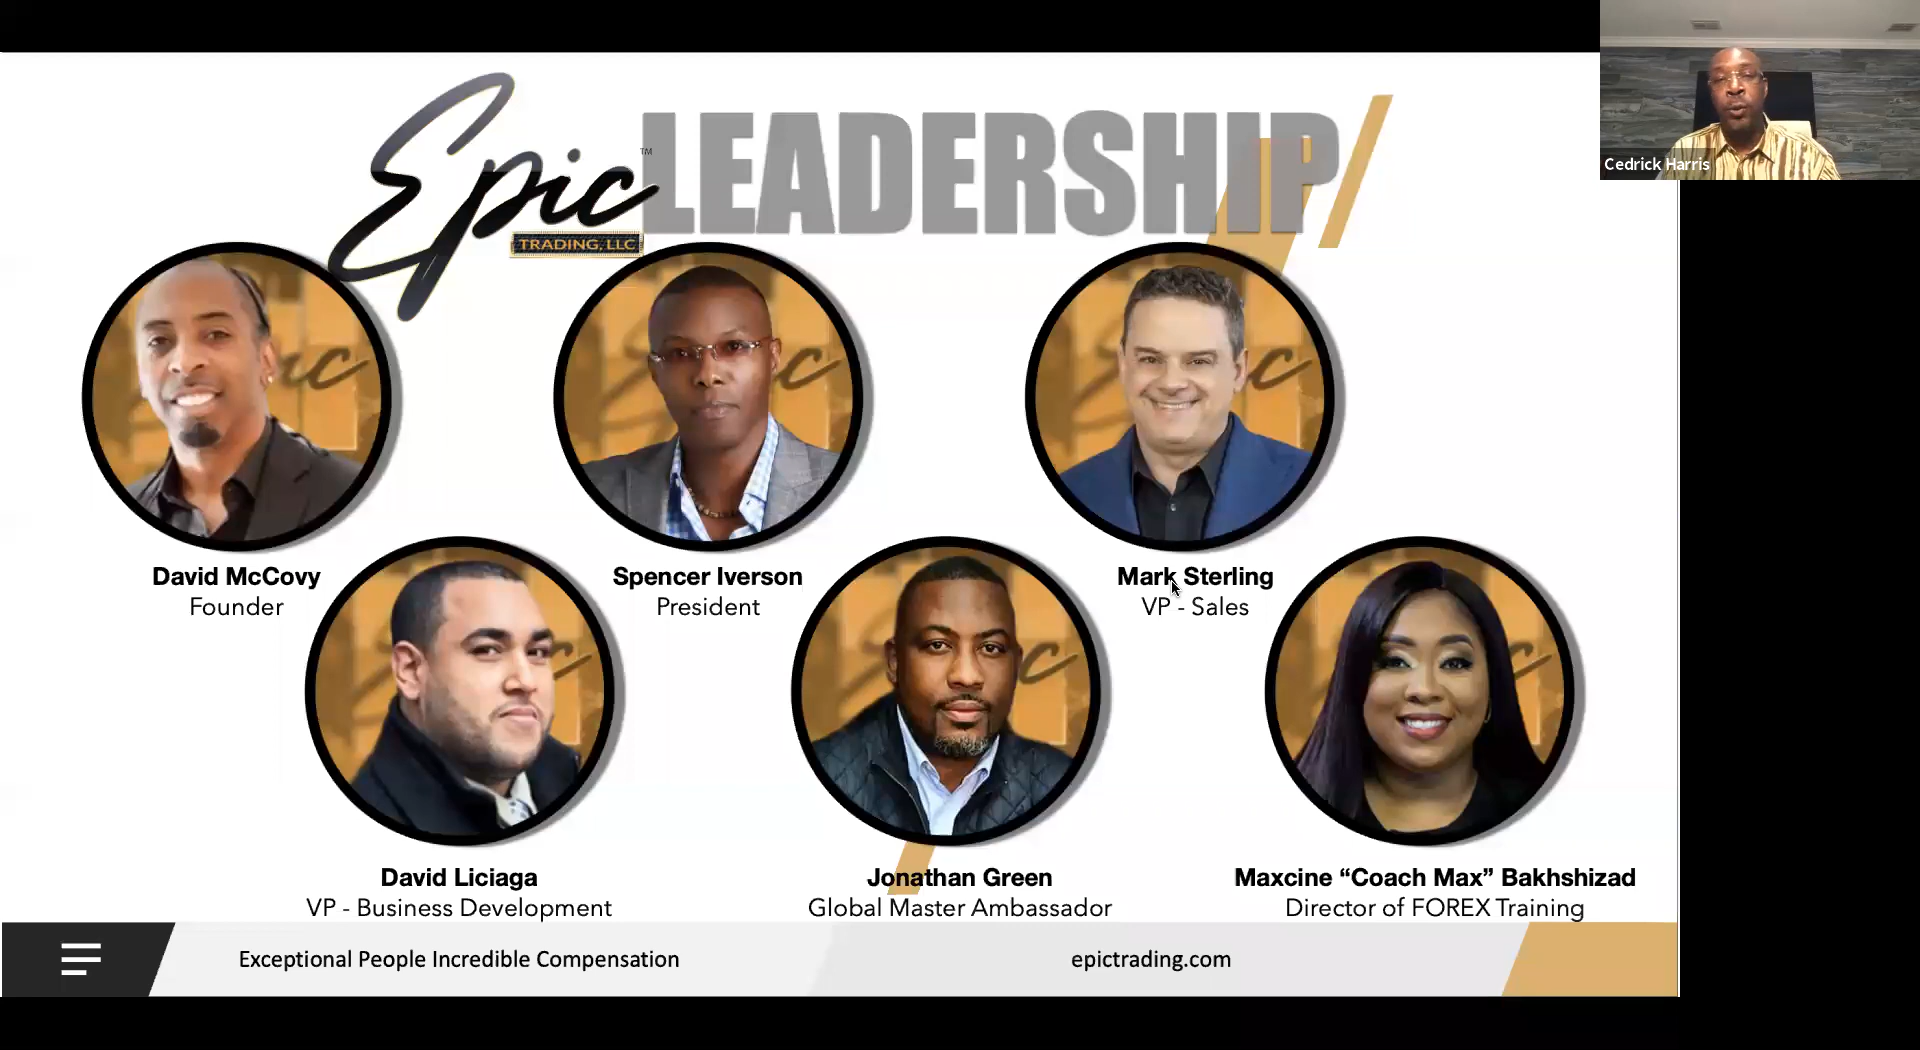 Epic™
LEADERSHIP
TRADING, LLC
Cedrick Harris
David McCovy
Founder
Spencer Iverson
President
Mark Sterling
VP - Sales
David Liciaga
VP - Business Development
Jonathan Green
Global Master Ambassador
Maxcine “Coach Max” Bakhshizad
Director of FOREX Training
Exceptional People Incredible Compensation
epictrading.com